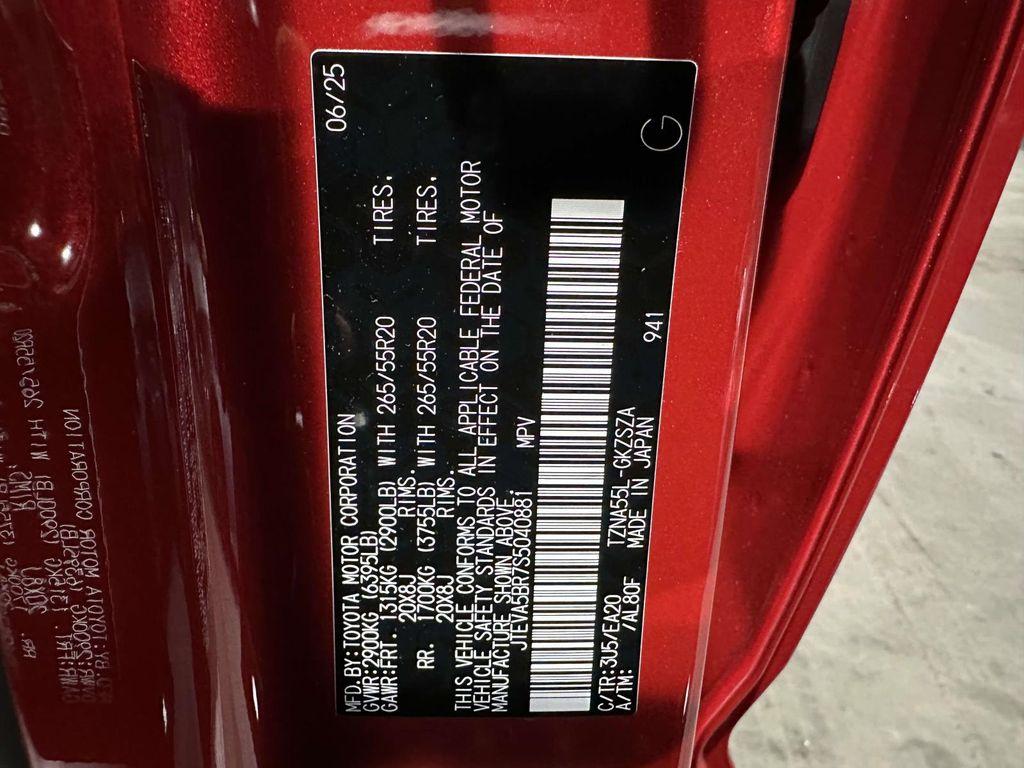 MFD.BY:TOYOTA MOTOR CORPORATION 06/25
GVWR:2900KG (6395LB)
GAWR:FRT. 1315KG (2900LB) WITH 265/55R20 TIRES,
20X8J RIMS,
RR. 1700KG (3755LB) WITH 265/55R20 TIRES,
20X8J RIMS.
THIS VEHICLE CONFORMS TO ALL APPLICABLE FEDERAL MOTOR
VEHICLE SAFETY STANDARDS IN EFFECT ON THE DATE OF
MANUFACTURE SHOWN ABOVE.
JTEVA5BR7S5040881 MPV
C/TR:3U5/EA20 TZNA55L-GKZSZA 941 G
A/TM: /AL80F MADE IN JAPAN